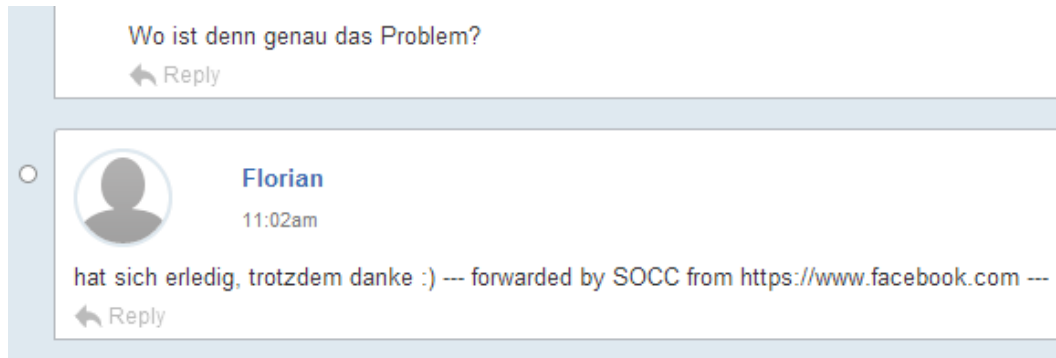 Wo ist denn genau das Problem?
Reply
Florian
11:02am
hat sich erledig, trotzdem danke :) --- forwarded by SOCC from https://www.facebook.com ---
Reply